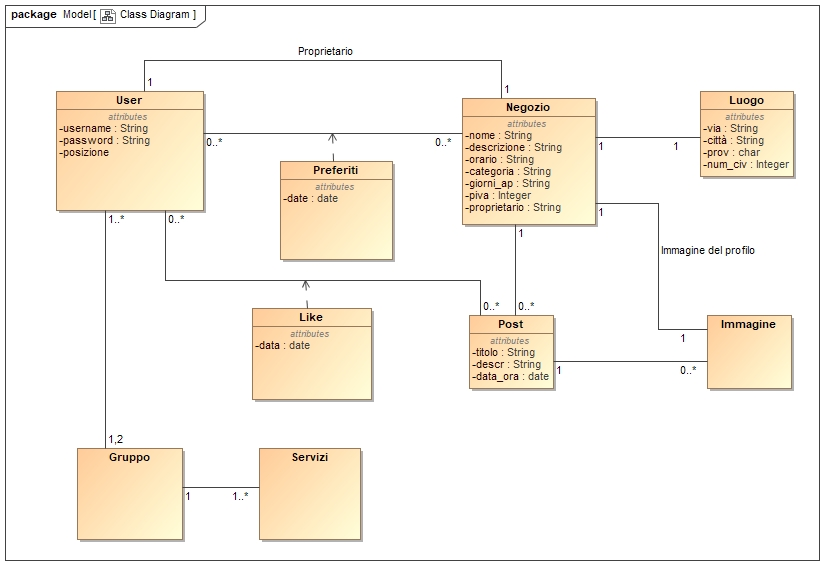 package Model [ Class Diagram ]
Proprietario
1
1
User
attributes
-username : String
-password : String
-posizione
0..*
0..*
Negozio
attributes
-nome : String
-descrizione : String
-orario : String
-categoria : String
-giorni_ap : String
-piva : Integer
-proprietario : String
1
1
Luogo
attributes
-via : String
-città : String
-prov : char
-num_civ : Integer
Preferiti
attributes
-date : date
1..*
0..*
1
1
Immagine del profilo
1
0..*
0..*
Like
attributes
-data : date
Post
attributes
-titolo : String
-descr : String
-data_ora : date
1
0..*
Immagine
1,2
Gruppo
1
1..*
Servizi